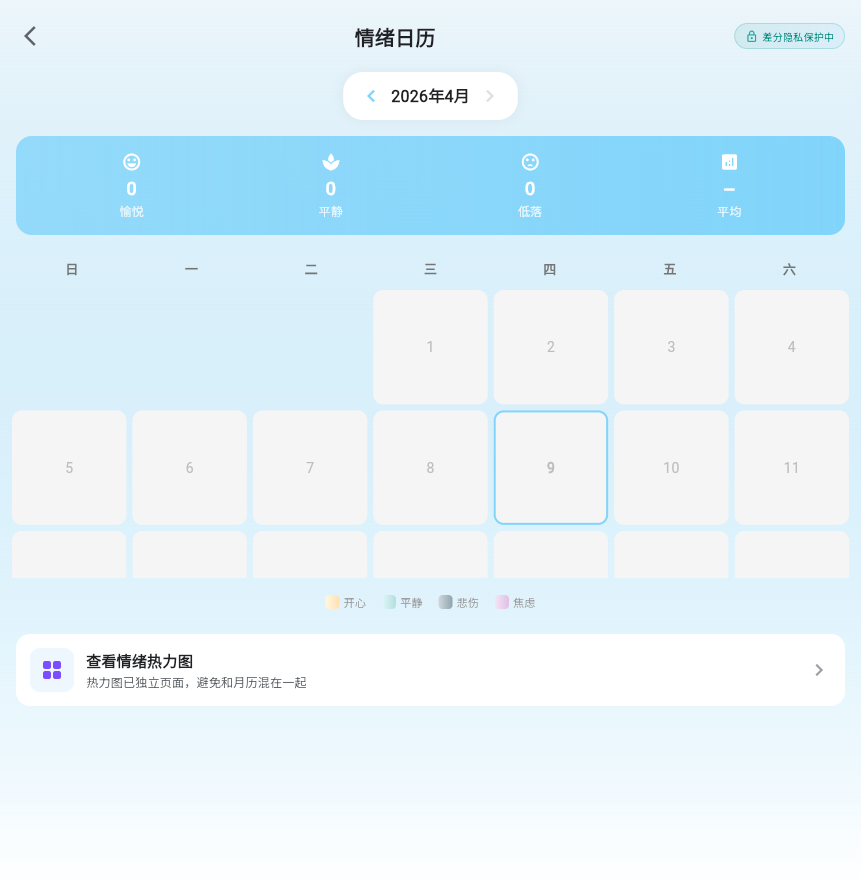 情绪日历
差分隐私保护中
2026年4月
0 0 0 –
愉悦 平静 低落 平均
日 一 二 三 四 五 六
1 2 3 4
5 6 7 8 9 10 11
开心 平静 悲伤 焦虑
查看情绪热力图
热力图已独立页面，避免和月历混在一起